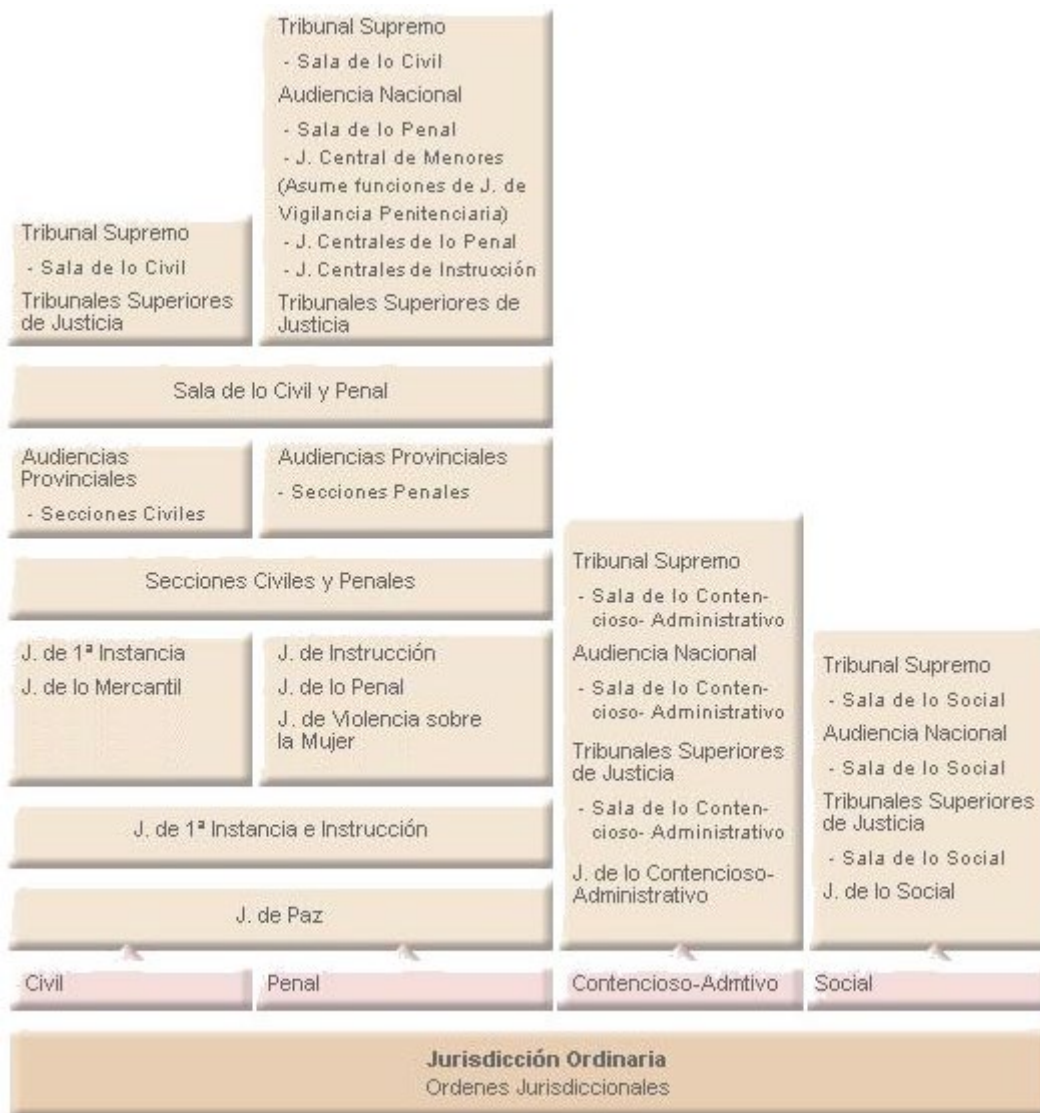 Tribunal Supremo
- Sala de lo Civil
Tribunales Superiores
de Justicia
Tribunal Supremo
- Sala de lo Civil
Audiencia Nacional
- Sala de lo Penal
- J. Central de Menores
(Asume funciones de J. de
Vigilancia Penitenciaria)
- J. Centrales de lo Penal
- J. Centrales de Instrucción
Tribunales Superiores de
Justicia
Sala de lo Civil y Penal
Audiencias
Provinciales
- Secciones Civiles
Audiencias Provinciales
- Secciones Penales
Secciones Civiles y Penales
J. de 1ª Instancia
J. de lo Mercantil
J. de Instrucción
J. de lo Penal
J. de Violencia sobre
la Mujer
J. de 1ª Instancia e Instrucción
J. de Paz
Tribunal Supremo
- Sala de lo Conten-
cioso- Administrativo
Audiencia Nacional
- Sala de lo Conten-
cioso- Administrativo
Tribunales Superiores
de Justicia
- Sala de lo Conten-
cioso- Administrativo
J. de lo Contencioso-
Administrativo
Tribunal Supremo
- Sala de lo Social
Audiencia Nacional
- Sala de lo Social
Tribunales Superiores
de Justicia
- Sala de lo Social
J. de lo Social
Civil
Penal
Contencioso-Admtivo
Social
Jurisdicción Ordinaria
Ordenes Jurisdiccionales